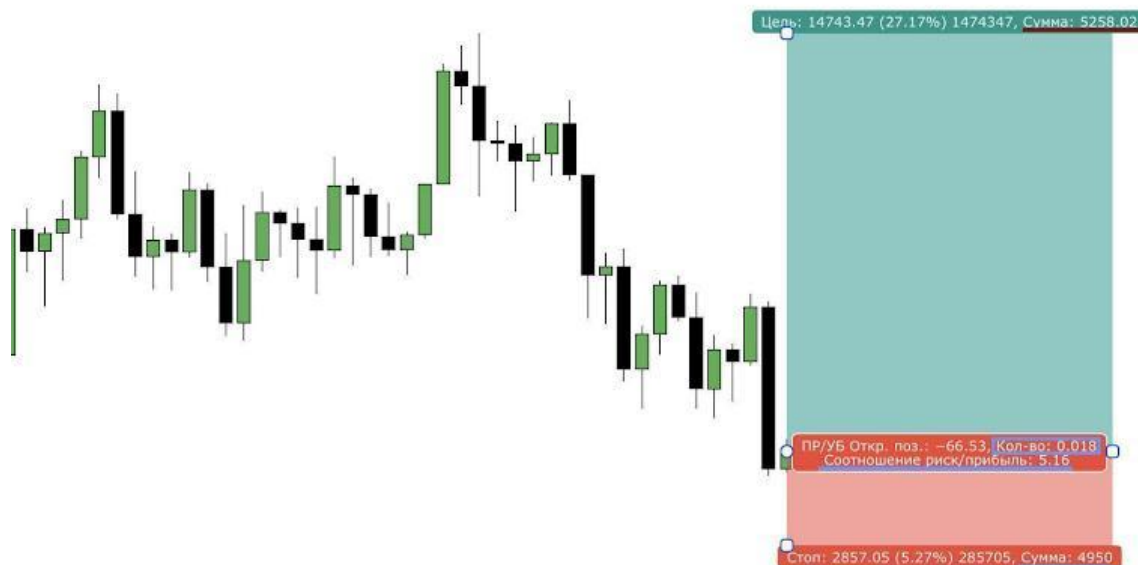 Цель: 14743.47 (27.17%) 1474347, Сумма: 5258.02
ПР/УБ Откр. поз.: −66.53, Кол-во: 0.018
Соотношение риск/прибыль: 5.16
Стоп: 2857.05 (5.27%) 285705, Сумма: 4950